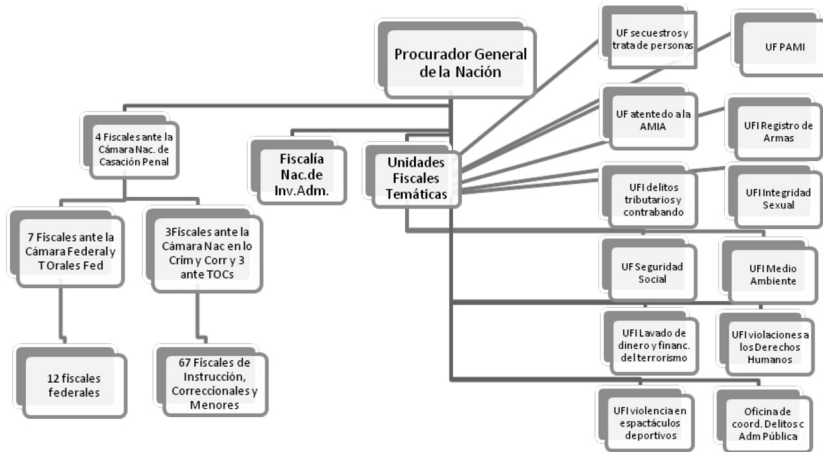 Procurador General
de la Nación
4 Fiscales ante la
Cámara Nac. de
Casación Penal
Fiscalía
Nac.de
Inv.Adm.
Unidades
Fiscales
Temáticas
7 Fiscales ante la
Cámara Federal y
T Orales Fed
3Fiscales ante la
Cámara Nac en lo
Crim y Corr y 3
ante TOCs
12 fiscales
federales
67 Fiscales de
Instrucción,
Correccionales y
Menores
UF secuestros y
trata de personas
UF PAMI
UF atentedo a la
AMIA
UFI Registro de
Armas
UFI delitos
tributarios y
contrabando
UFI Integridad
Sexual
UF Seguridad
Social
UFI Medio
Ambiente
UFI Lavado de
dinero y financ.
del terrorismo
UFI violaciones a
los Derechos
Humanos
UFI violencia en
espactáculos
deportivos
Oficina de
coord. Delitos c
Adm Pública